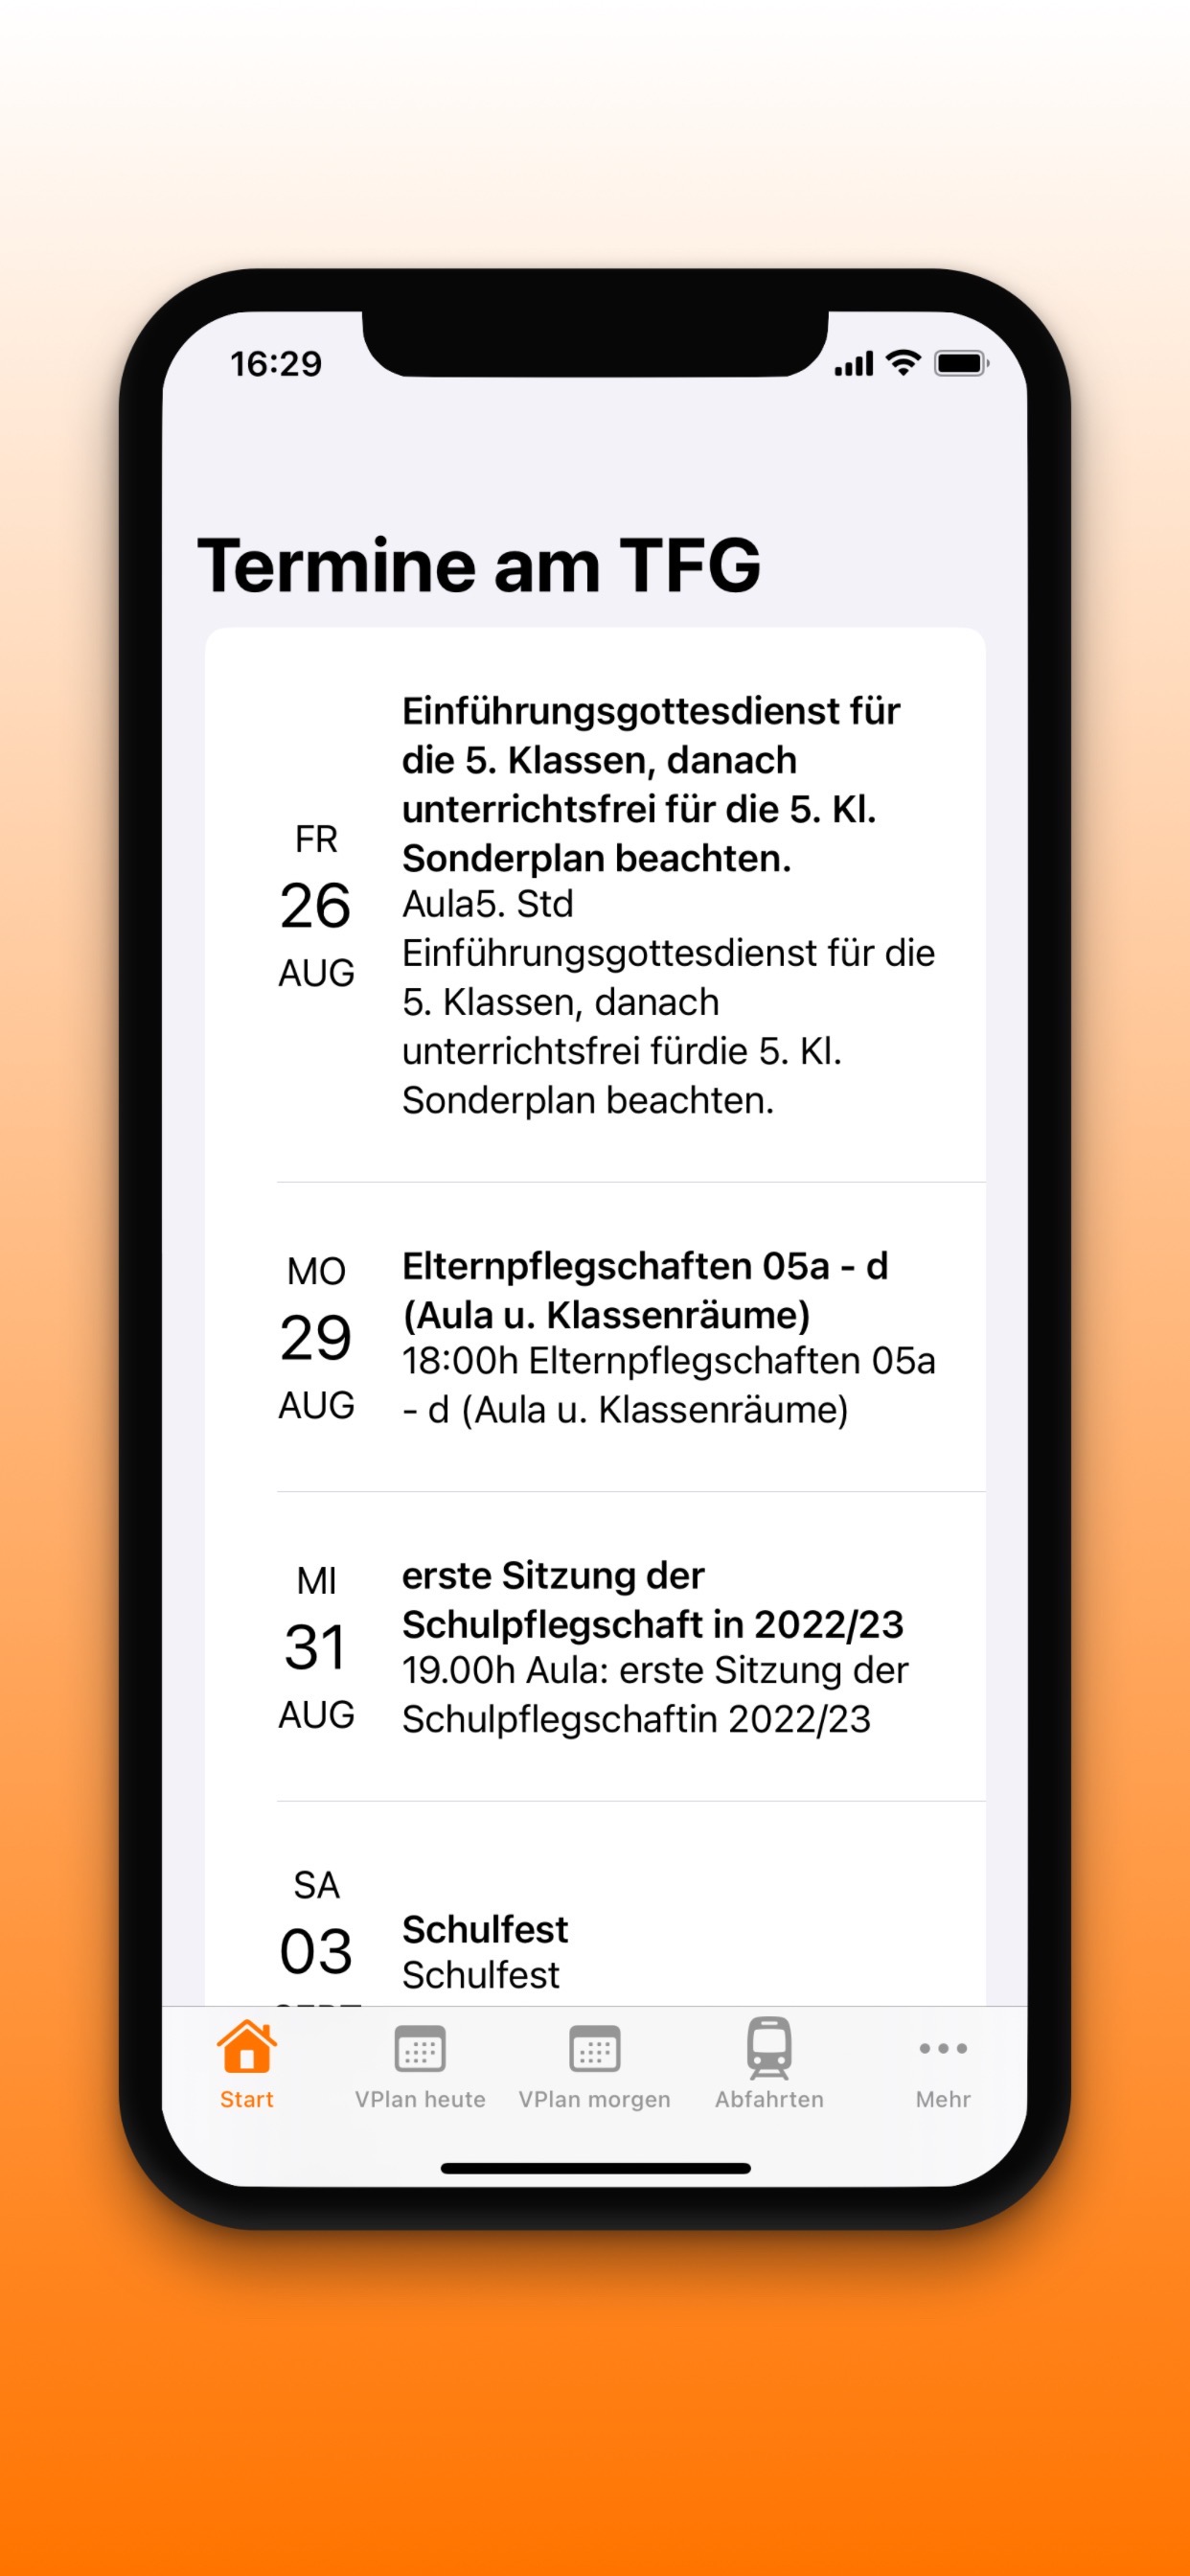 16:29
Termine am TFG
FR
26
AUG
Einführungsgottesdienst für
die 5. Klassen, danach
unterrichtsfrei für die 5. Kl.
Sonderplan beachten.
Aula5. Std
Einführungsgottesdienst für die
5. Klassen, danach
unterrichtsfrei fürdie 5. Kl.
Sonderplan beachten.
MO
29
AUG
Elternpflegschaften 05a - d
(Aula u. Klassenräume)
18:00h Elternpflegschaften 05a
- d (Aula u. Klassenräume)
MI
31
AUG
erste Sitzung der
Schulpflegschaft in 2022/23
19.00h Aula: erste Sitzung der
Schulpflegschaftin 2022/23
SA
03
Schulfest
Schulfest
Start
VPlan heute
VPlan morgen
Abfahrten
Mehr